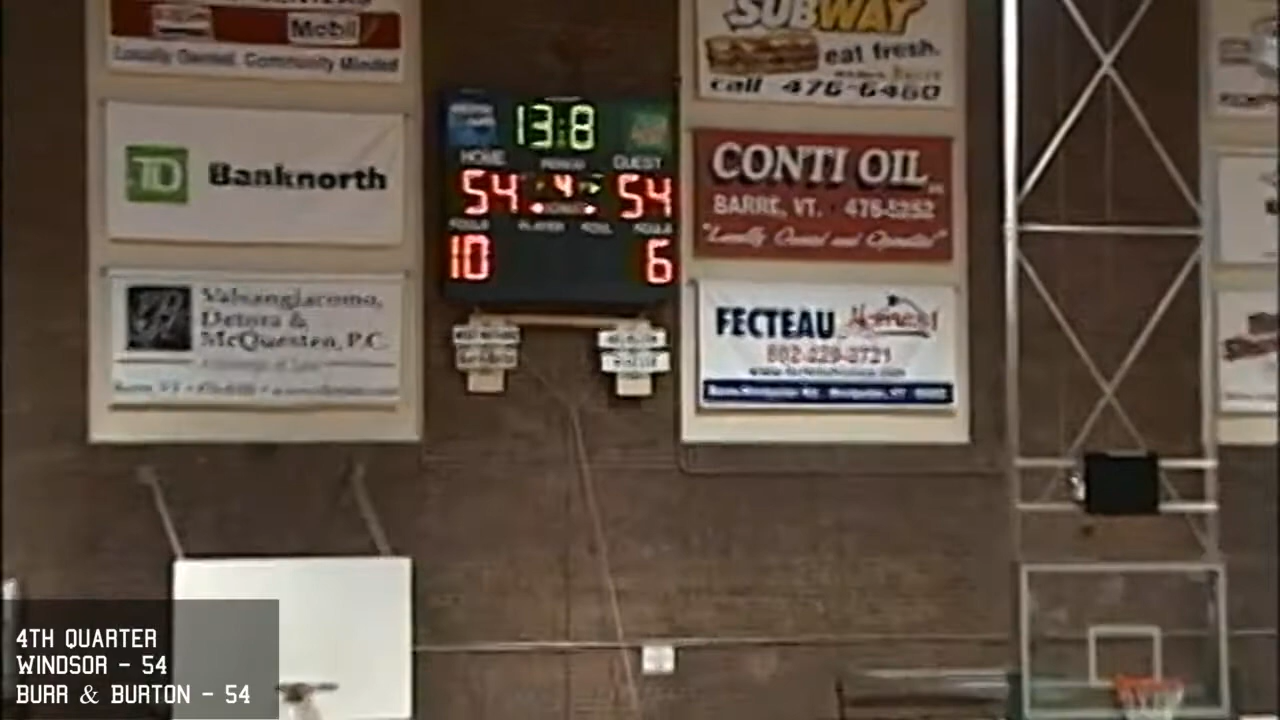 Mobil
Locally Owned, Community Minded
SUBWAY
eat fresh.
call 476-6460
TD Banknorth
13:8
HOME PERIOD GUEST
54 4 54
FOULS PLAYER FOUL FOULS
10 6
CONTI OIL
BARRE, VT. 476-5252
"Locally Owned and Operated"
Valsangiacomo,
Detora &
McQuesten, P.C.
FECTEAU Homes!
802-229-2721
4TH QUARTER
WINDSOR - 54
BURR & BURTON - 54